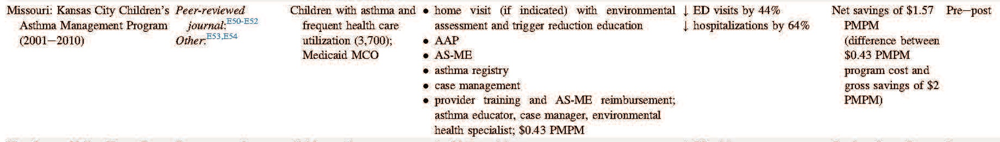 Missouri: Kansas City Children's
Asthma Management Program
(2001–2010)
Peer-reviewed
journal:E50-E52
Other:E53,E54
Children with asthma and
frequent health care
utilization (3,700);
Medicaid MCO
• home visit (if indicated) with environmental
assessment and trigger reduction education
• AAP
• AS-ME
• asthma registry
• case management
• provider training and AS-ME reimbursement;
asthma educator, case manager, environmental
health specialist; $0.43 PMPM
↓ ED visits by 44%
↓ hospitalizations by 64%
Net savings of $1.57
PMPM
(difference between
$0.43 PMPM
program cost and
gross savings of $2
PMPM)
Pre–post